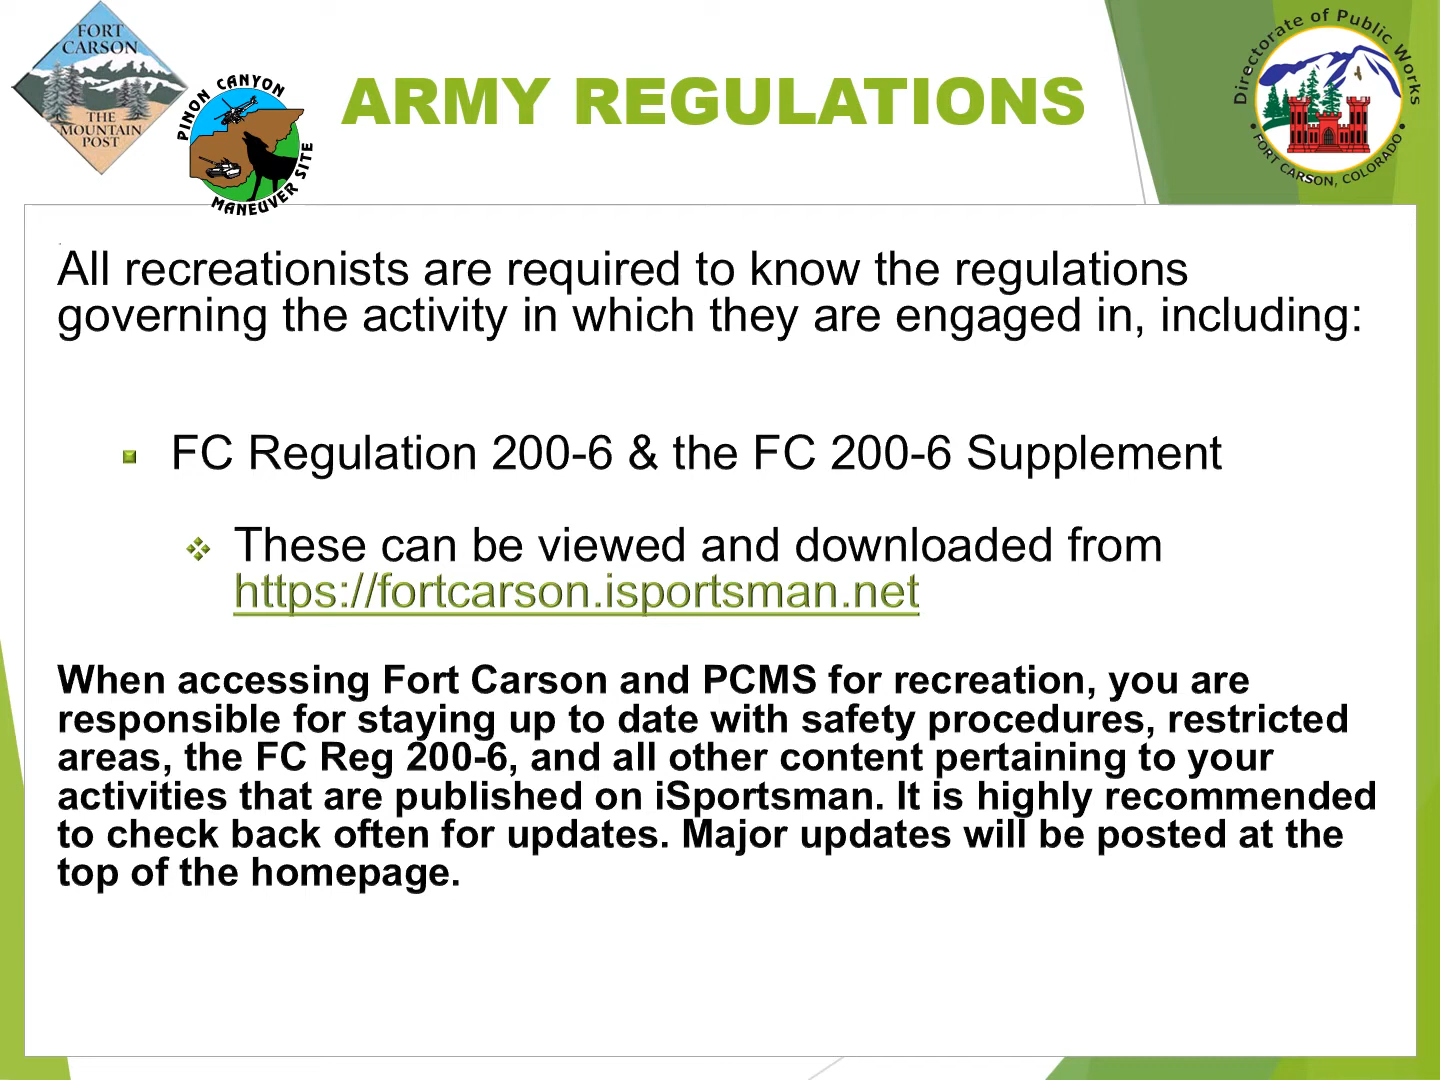 FORT
CARSON
THE
MOUNTAIN
POST
PINON CANYON
MANEUVER SITE
ARMY REGULATIONS
Directorate of Public Works
• FORT CARSON, COLORADO •
All recreationists are required to know the regulations
governing the activity in which they are engaged in, including:
FC Regulation 200-6 & the FC 200-6 Supplement
These can be viewed and downloaded from
https://fortcarson.isportsman.net
When accessing Fort Carson and PCMS for recreation, you are
responsible for staying up to date with safety procedures, restricted
areas, the FC Reg 200-6, and all other content pertaining to your
activities that are published on iSportsman. It is highly recommended
to check back often for updates. Major updates will be posted at the
top of the homepage.